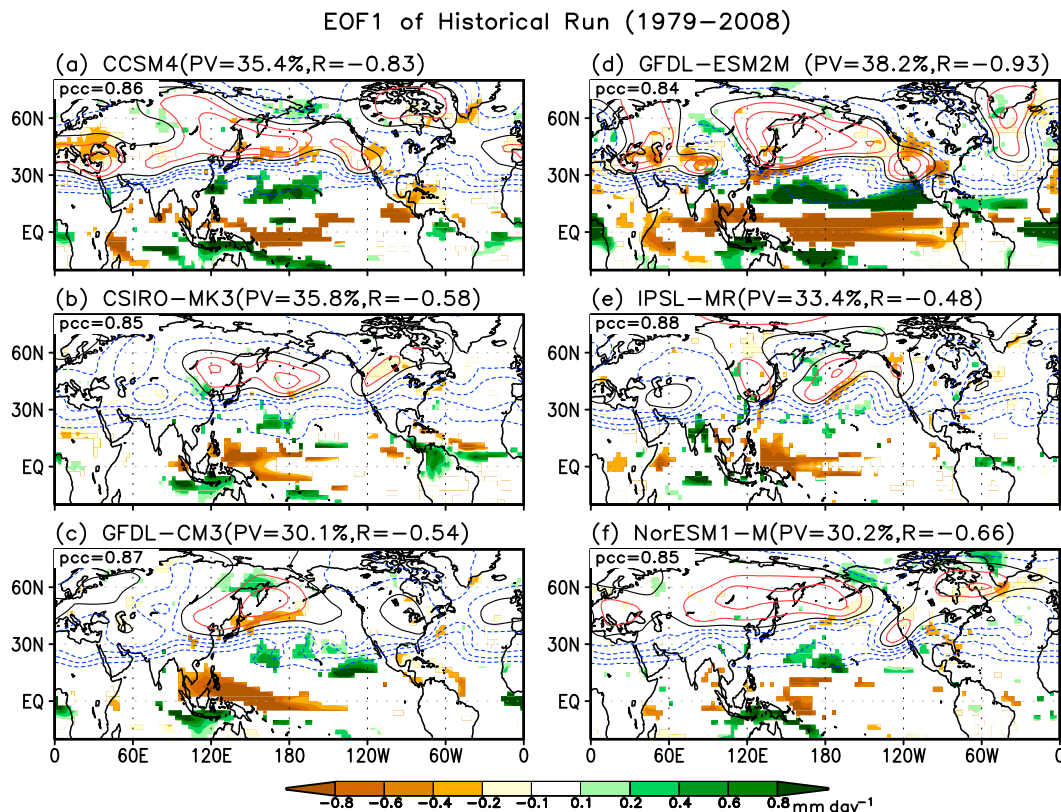 EOF1 of Historical Run (1979−2008)
(a) CCSM4(PV=35.4%,R=−0.83)
pcc=0.86
60N
30N
EQ
(d) GFDL−ESM2M (PV=38.2%,R=−0.93)
pcc=0.84
60N
30N
EQ
(b) CSIRO−MK3(PV=35.8%,R=−0.58)
pcc=0.85
60N
30N
EQ
(e) IPSL−MR(PV=33.4%,R=−0.48)
pcc=0.88
60N
30N
EQ
(c) GFDL−CM3(PV=30.1%,R=−0.54)
pcc=0.87
60N
30N
EQ
0 60E 120E 180 120W 60W 0
(f) NorESM1−M(PV=30.2%,R=−0.66)
pcc=0.85
60N
30N
EQ
0 60E 120E 180 120W 60W 0
−0.8 −0.6 −0.4 −0.2 −0.1 0.1 0.2 0.4 0.6 0.8 mm day⁻¹